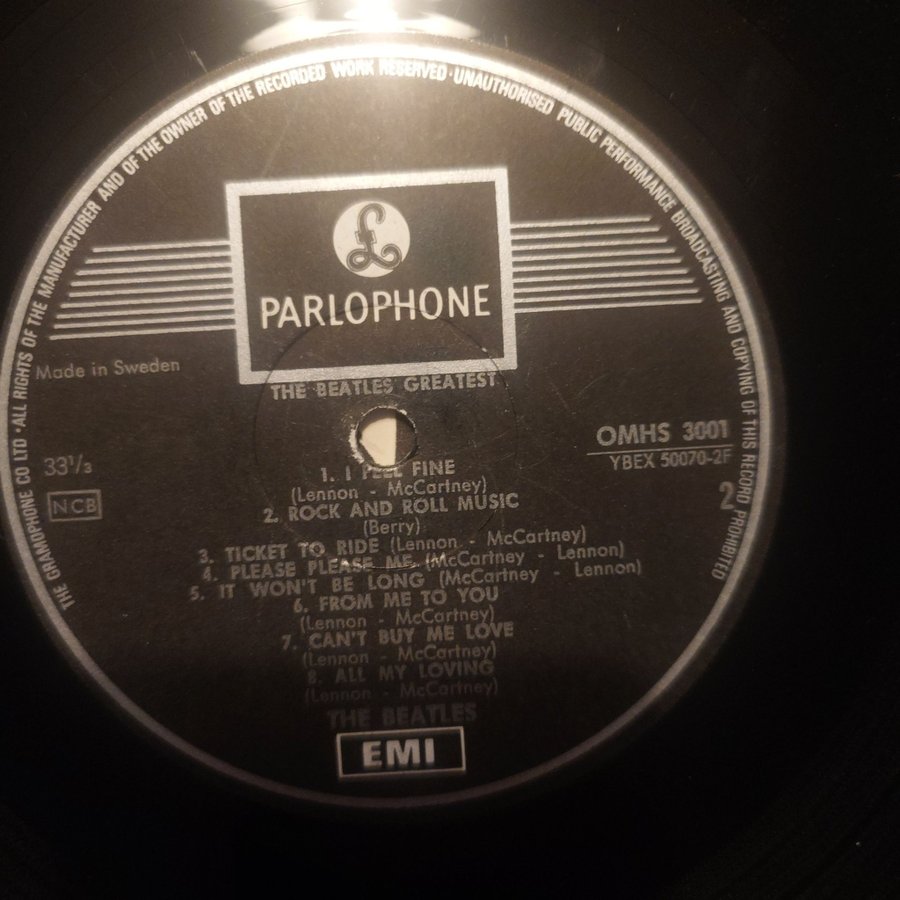 THE GRAMOPHONE CO LTD · ALL RIGHTS OF THE MANUFACTURER AND OF THE OWNER OF THE RECORDED WORK RESERVED · UNAUTHORISED PUBLIC PERFORMANCE BROADCASTING AND COPYING OF THIS RECORD PROHIBITED
£
PARLOPHONE
Made in Sweden
THE BEATLES GREATEST
OMHS 3001
YBEX 50070-2F
33⅓
NCB
2
1. I FEEL FINE
(Lennon - McCartney)
2. ROCK AND ROLL MUSIC
(Berry)
3. TICKET TO RIDE (Lennon - McCartney)
4. PLEASE PLEASE ME (McCartney - Lennon)
5. IT WON'T BE LONG (McCartney - Lennon)
6. FROM ME TO YOU
(Lennon - McCartney)
7. CAN'T BUY ME LOVE
(Lennon - McCartney)
8. ALL MY LOVING
(Lennon - McCartney)
THE BEATLES
EMI